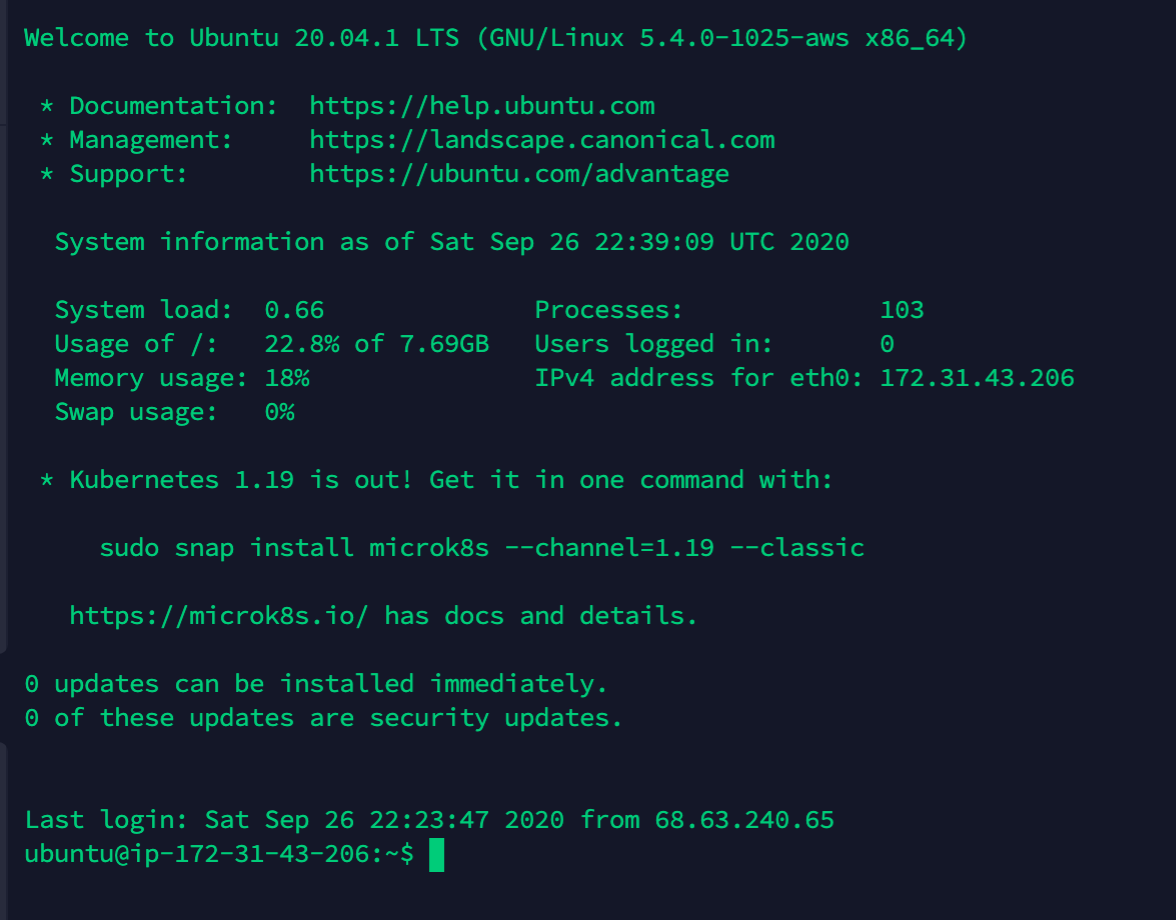 Welcome to Ubuntu 20.04.1 LTS (GNU/Linux 5.4.0-1025-aws x86_64)
* Documentation: https://help.ubuntu.com
* Management: https://landscape.canonical.com
* Support: https://ubuntu.com/advantage
System information as of Sat Sep 26 22:39:09 UTC 2020
System load: 0.66 Processes: 103
Usage of /: 22.8% of 7.69GB Users logged in: 0
Memory usage: 18% IPv4 address for eth0: 172.31.43.206
Swap usage: 0%
* Kubernetes 1.19 is out! Get it in one command with:
sudo snap install microk8s --channel=1.19 --classic
https://microk8s.io/ has docs and details.
0 updates can be installed immediately.
0 of these updates are security updates.
Last login: Sat Sep 26 22:23:47 2020 from 68.63.240.65
ubuntu@ip-172-31-43-206:~$